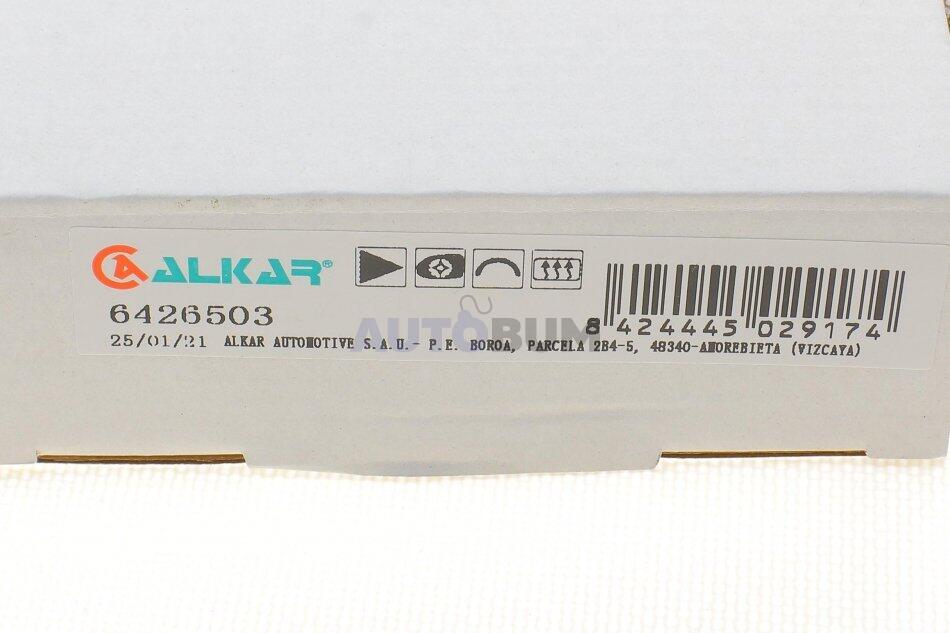 ALKAR®
6426503
25/01/21 ALKAR AUTOMOTIVE S.A.U.- P.E. BOROA, PARCELA 2B4-5, 48340-AMOREBIETA (VIZCAYA)
8 424445 029174
AUTOBUM